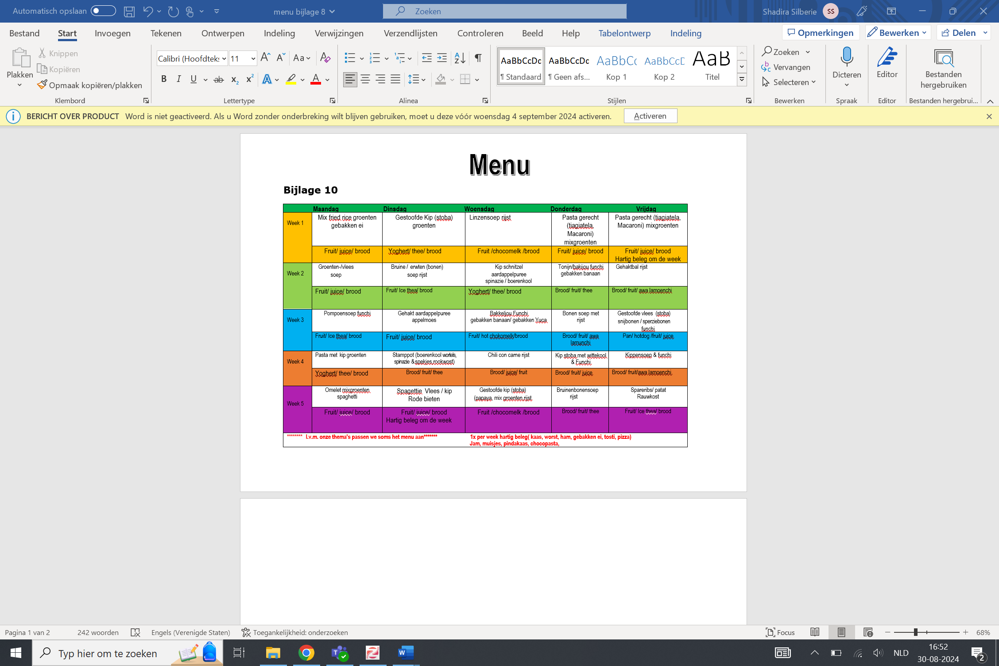 Automatisch opslaan
menu bijlage 8
Zoeken
Shadira Silberie
SS
Bestand Start Invoegen Tekenen Ontwerpen Indeling Verwijzingen Verzendlijsten Controleren Beeld Help Tabelontwerp Indeling
Opmerkingen Bewerken Delen
Plakken
Knippen
Kopiëren
Opmaak kopiëren/plakken
Klembord
Calibri (Hoofdteks 11
Lettertype
Alinea
AaBbCcDc AaBbCcDc AaBbCc AaBbCcD AaB
¶ Standaard ¶ Geen afs... Kop 1 Kop 2 Titel
Stijlen
Zoeken
Vervangen
Selecteren
Bewerken
Dicteren
Spraak
Editor
Editor
Bestanden
hergebruiken
Bestanden hergebrui...
BERICHT OVER PRODUCT Word is niet geactiveerd. Als u Word zonder onderbreking wilt blijven gebruiken, moet u deze vóór woensdag 4 september 2024 activeren. Activeren
Menu
Bijlage 10
Maandag Dinsdag Woensdag Donderdag Vrijdag
Week 1
Mix fried rice groenten
gebakken ei
Gestoofde Kip (stoba)
groenten
Linzensoep rijst
Pasta gerecht
(tiagiatela,
Macaroni)
mixgroenten
Pasta gerecht (tiagiatela,
Macaroni) mixgroenten
Fruit/ juice/ brood
Yoghert/ thee/ brood
Fruit /chocomelk /brood
Fruit/ juice/ brood
Fruit/ juice/ brood
Hartig beleg om de week
Week 2
Groenten-/vlees
soep
Bruine / erwten (bonen)
soep rijst
Kip schnitzel
aardappelpuree
spinazie / boerenkool
Tonijn/bakijou funchi
gebakken banaan
Gehaktbal rijst
Fruit/ juice/ brood
Fruit/ Ice thea/ brood
Yoghert/ thee/ brood
Brood/ fruit/ thee
Brood/ fruit/ awa lamoenchi
Week 3
Pompoensoep funchi
Gehakt aardappelpuree
appelmoes
Bakkeljou Funchi
gebakken banaan/ gebakken Yuca
Bonen soep met
rijst
Gestoofde vlees (stoba)
snijbonen / sperziebonen
funchi
Fruit/ Ice thea/ brood
Fruit/ juice/ brood
Fruit/ hot chokomelk/brood
Brood/ fruit/ awa
lamunchi
Pan/ hotdog /fruit/ juice
Week 4
Pasta met kip groenten
Stamppot (boerenkool wortels,
spinazie & spekjes,rookwost)
Chili con carne rijst
Kip stoba met wittekool
& Funchi
Kippensoep & funchi
Yoghert/ thee/ brood
Brood/ fruit/ thee
Brood/ juice/ fruit
Brood/ fruit/ juice
Brood/ fruit/awa lamoenchi
Week 5
Omelet mixgroenten
spaghetti
Spagettie Vlees / kip
Rode bieten
Gestoofde kip (stoba)
(papaya, mix groenten,rijst
Bruinenbonensoep
rijst
Spareribs/ patat
Rauwkost
Fruit/ juice/ brood
Fruit/ juice/ brood
Hartig beleg om de week
Fruit /chocomelk /brood
Brood/ fruit/ thee
Fruit/ Ice thea/ brood
******** I.v.m. onze thema's passen we soms het menu aan******* 1x per week hartig beleg( kaas, worst, ham, gebakken ei, tosti, pizza)
Jam, muisjes, pindakaas, chocopasta,
Pagina 1 van 2 242 woorden Engels (Verenigde Staten) Toegankelijkheid: onderzoeken Focus 68%
Typ hier om te zoeken
NLD
16:52
30-08-2024
2